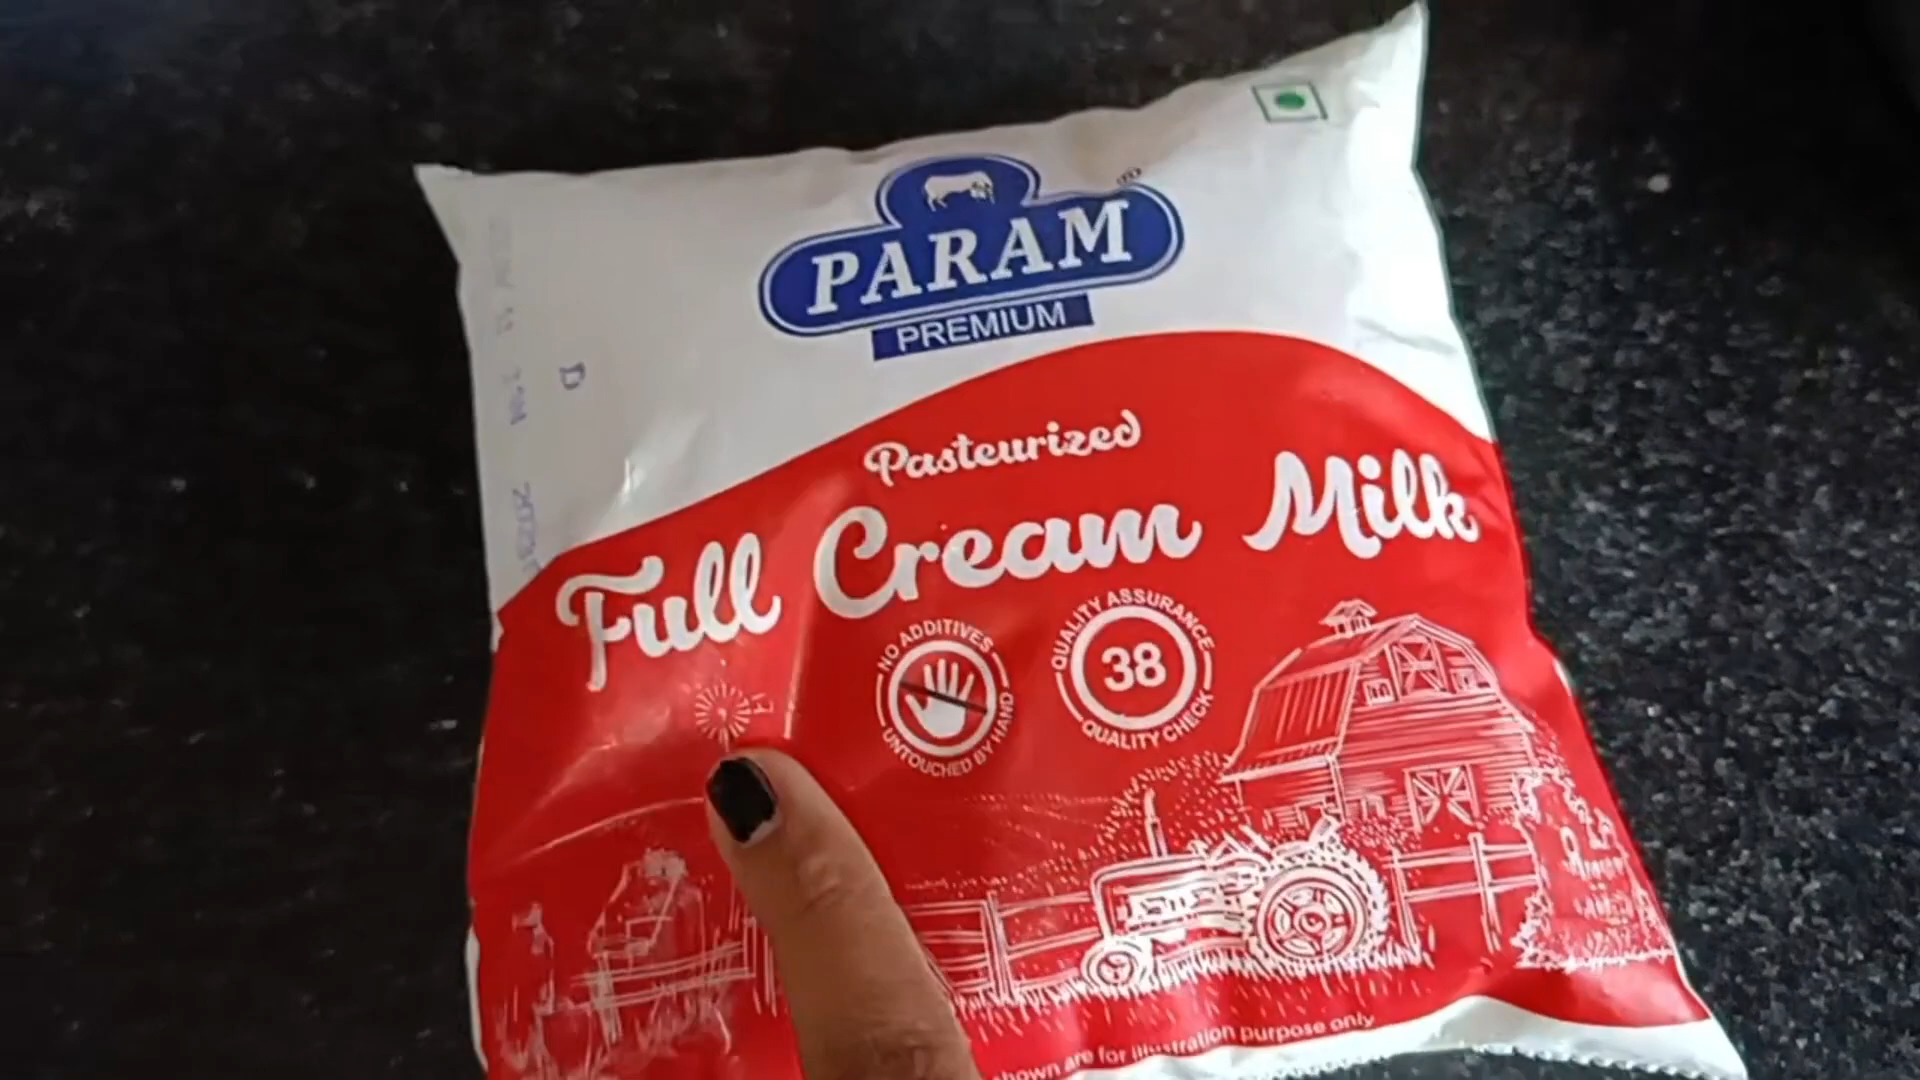 PARAM
PREMIUM
Pasteurized
Full Cream Milk
NO ADDITIVES
UNTOUCHED BY HAND
QUALITY ASSURANCE
38
QUALITY CHECK
D
shown are for illustration purpose only